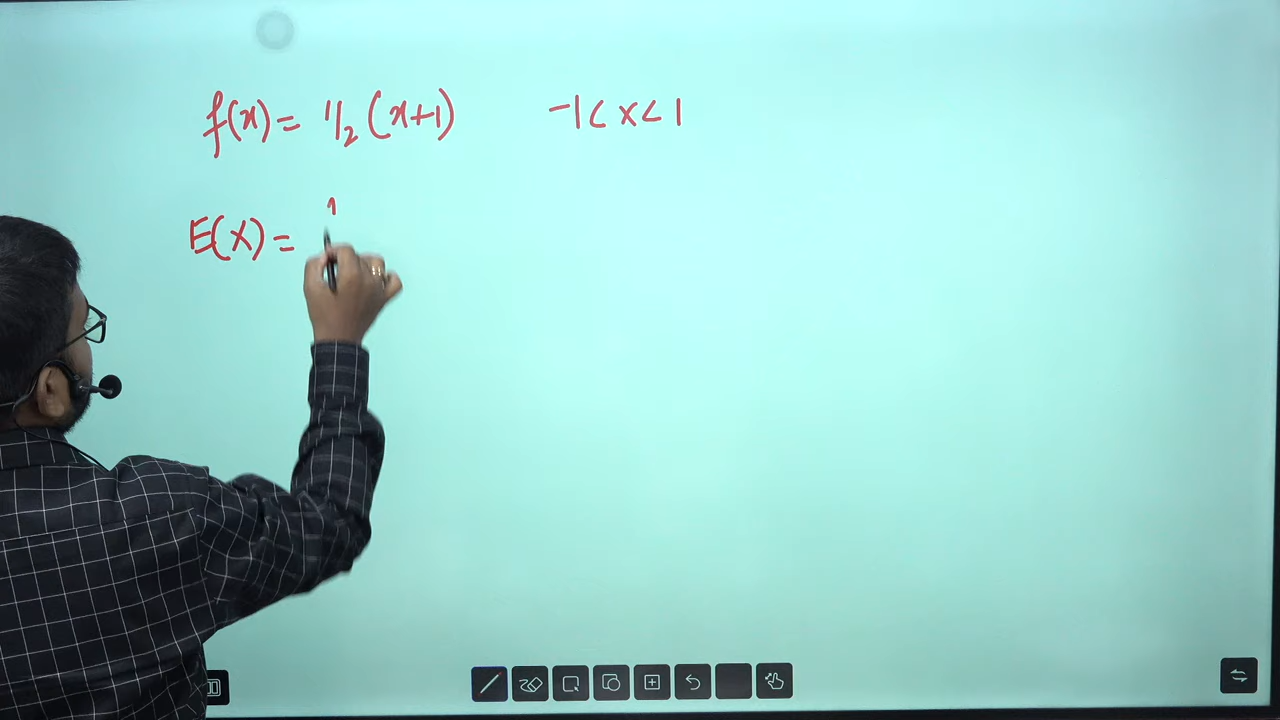 f(x) = 1/2 (x+1) -1 < x < 1
E(X) =